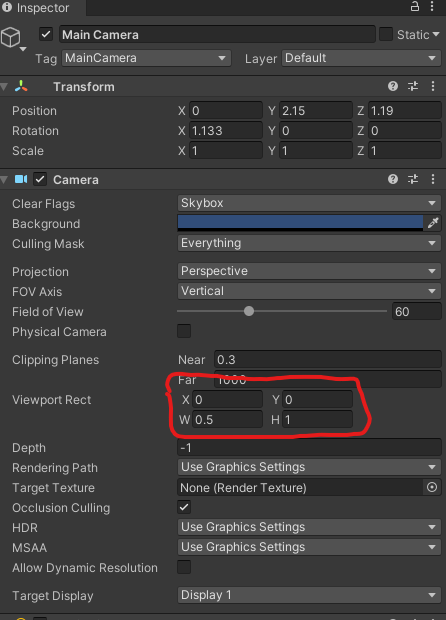 Inspector
Main Camera Static
Tag MainCamera Layer Default
Transform
Position X 0 Y 2.15 Z 1.19
Rotation X 1.133 Y 0 Z 0
Scale X 1 Y 1 Z 1
Camera
Clear Flags Skybox
Background
Culling Mask Everything
Projection Perspective
FOV Axis Vertical
Field of View 60
Physical Camera
Clipping Planes Near 0.3
Far 1000
Viewport Rect X 0 Y 0
W 0.5 H 1
Depth -1
Rendering Path Use Graphics Settings
Target Texture None (Render Texture)
Occlusion Culling
HDR Use Graphics Settings
MSAA Use Graphics Settings
Allow Dynamic Resolution
Target Display Display 1